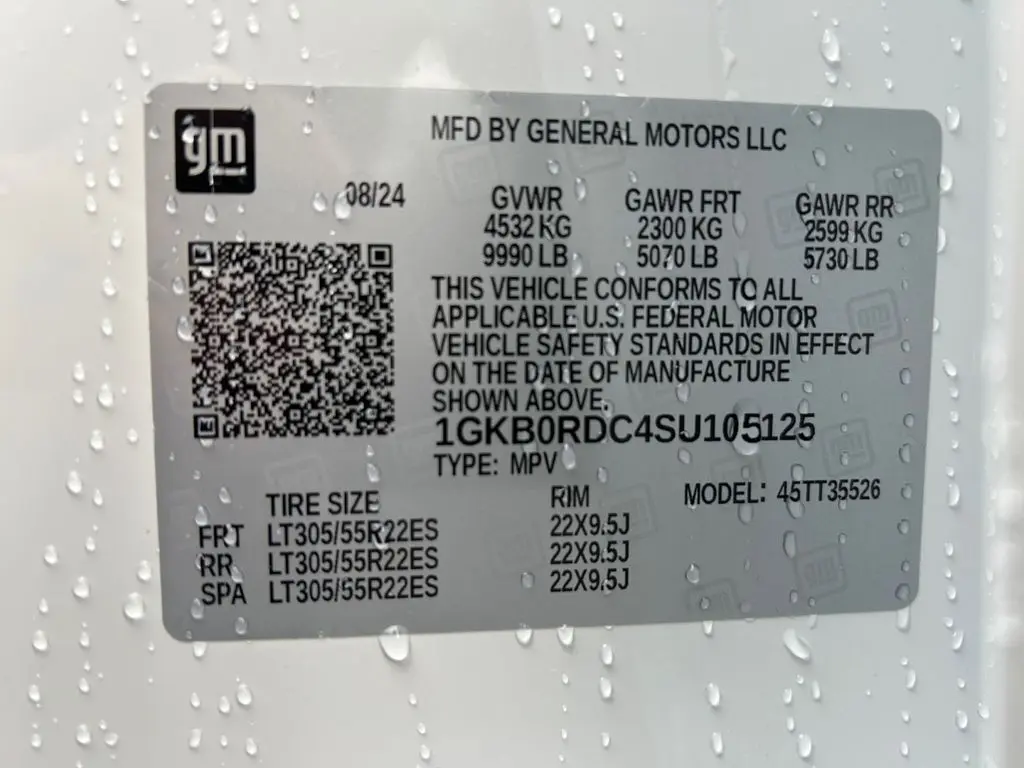 gm
MFD BY GENERAL MOTORS LLC
08/24
GVWR GAWR FRT GAWR RR
4532 KG 2300 KG 2599 KG
9990 LB 5070 LB 5730 LB
THIS VEHICLE CONFORMS TO ALL
APPLICABLE U.S. FEDERAL MOTOR
VEHICLE SAFETY STANDARDS IN EFFECT
ON THE DATE OF MANUFACTURE
SHOWN ABOVE.
1GKB0RDC4SU105125
TYPE: MPV
TIRE SIZE RIM MODEL: 45TT35526
FRT LT305/55R22ES 22X9.5J
RR LT305/55R22ES 22X9.5J
SPA LT305/55R22ES 22X9.5J